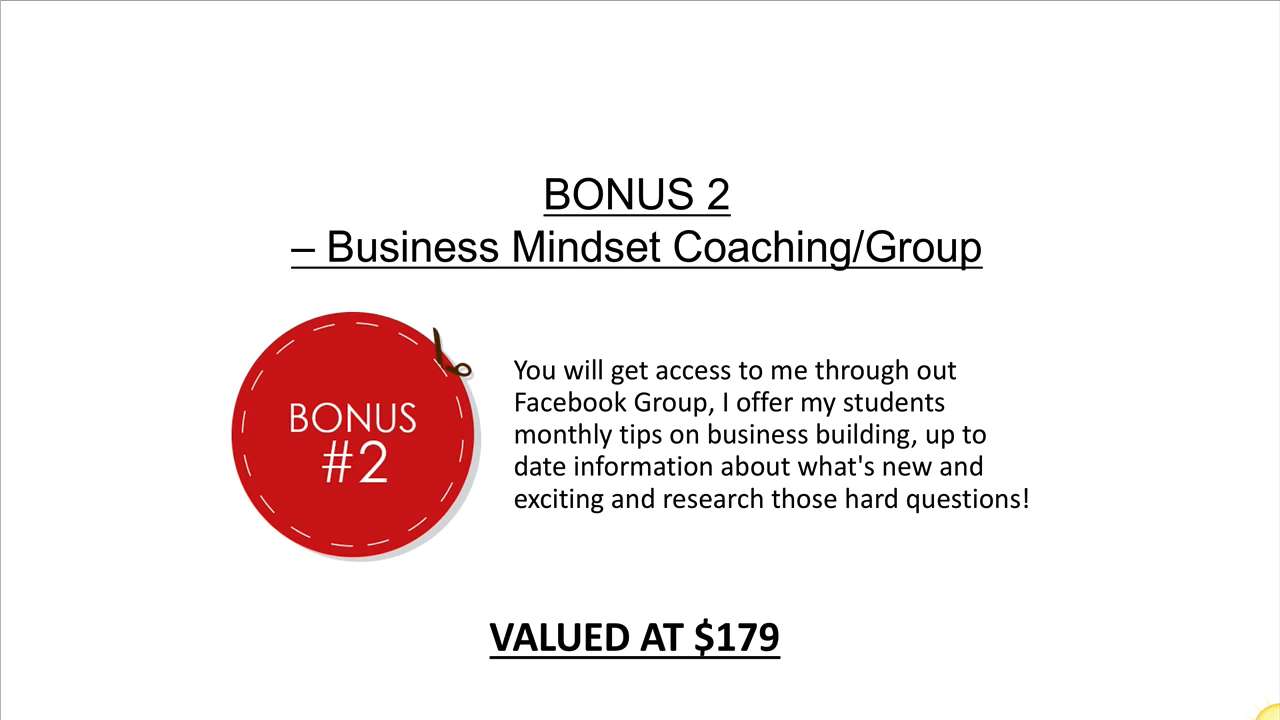 BONUS 2
– Business Mindset Coaching/Group
BONUS
#2
You will get access to me through out
Facebook Group, I offer my students
monthly tips on business building, up to
date information about what's new and
exciting and research those hard questions!
VALUED AT $179